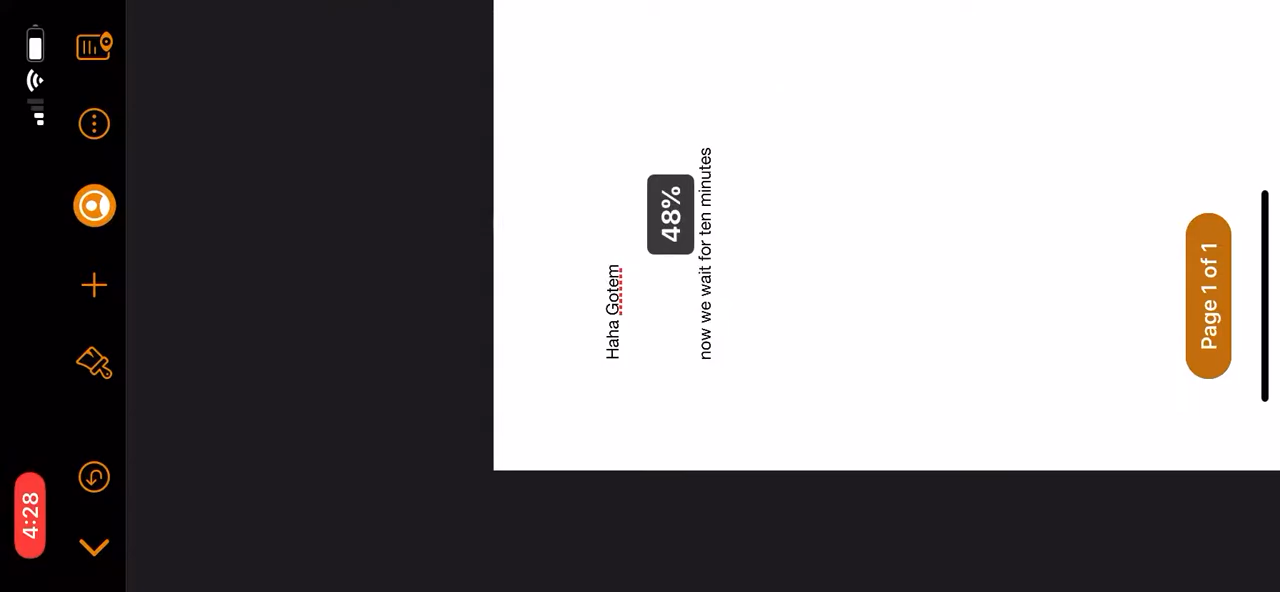 4:28
Haha Gotem
48%
now we wait for ten minutes
Page 1 of 1